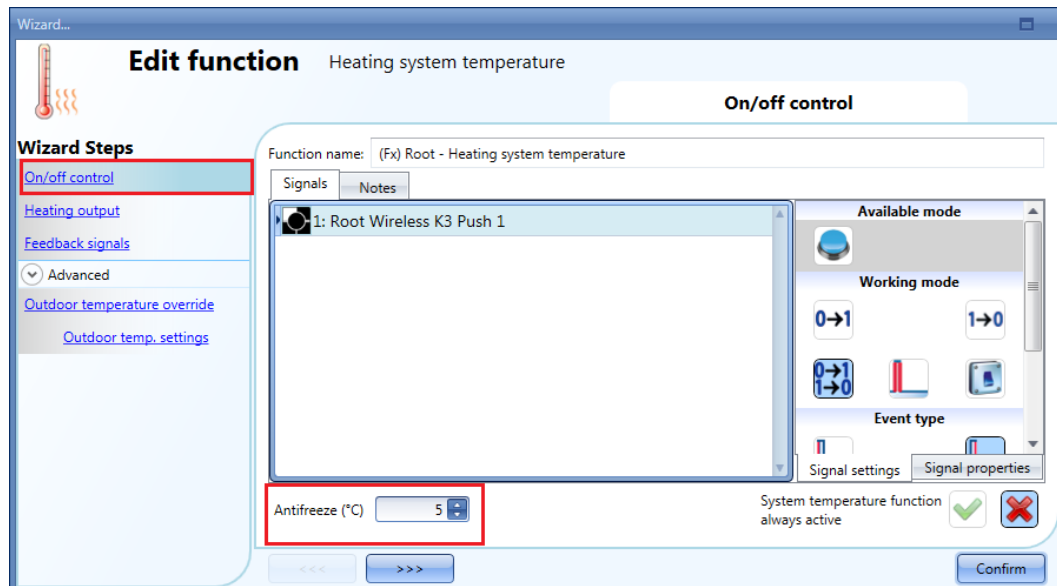 Wizard...
Edit function Heating system temperature
On/off control
Wizard Steps
On/off control
Heating output
Feedback signals
Advanced
Outdoor temperature override
Outdoor temp. settings
Function name: (Fx) Root - Heating system temperature
Signals Notes
1: Root Wireless K3 Push 1
Available mode
Working mode
0→1 1→0
0→1
1→0
Event type
Signal settings Signal properties
Antifreeze (°C) 5
System temperature function
always active
<<< >>> Confirm